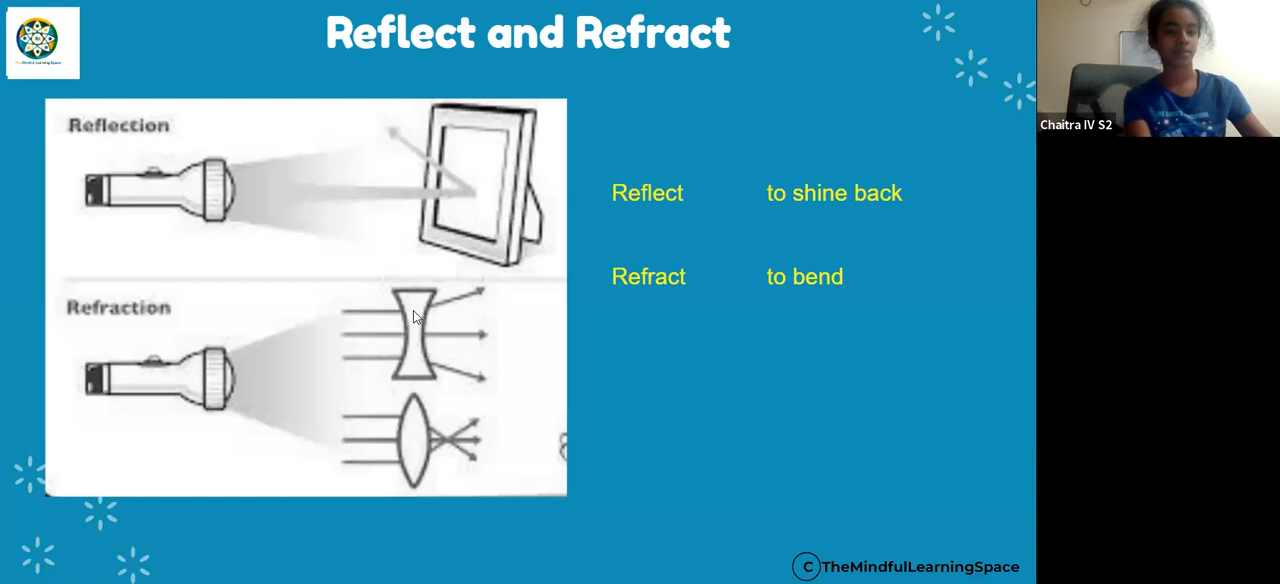 Reflect and Refract
Reflection
Reflect to shine back
Refract to bend
Refraction
Chaitra IV S2
C TheMindfulLearningSpace